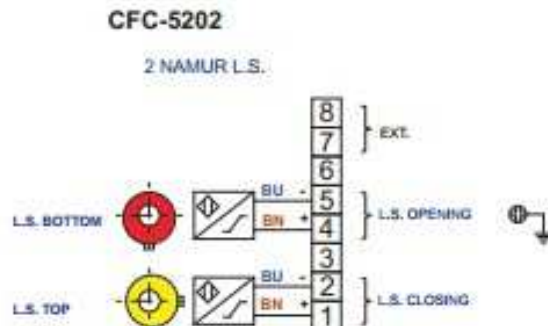 CFC-5202
2 NAMUR L.S.
8
7
EXT.
6
BU -
5
L.S. BOTTOM
BN +
4
L.S. OPENING
3
BU -
2
L.S. TOP
BN +
1
L.S. CLOSING